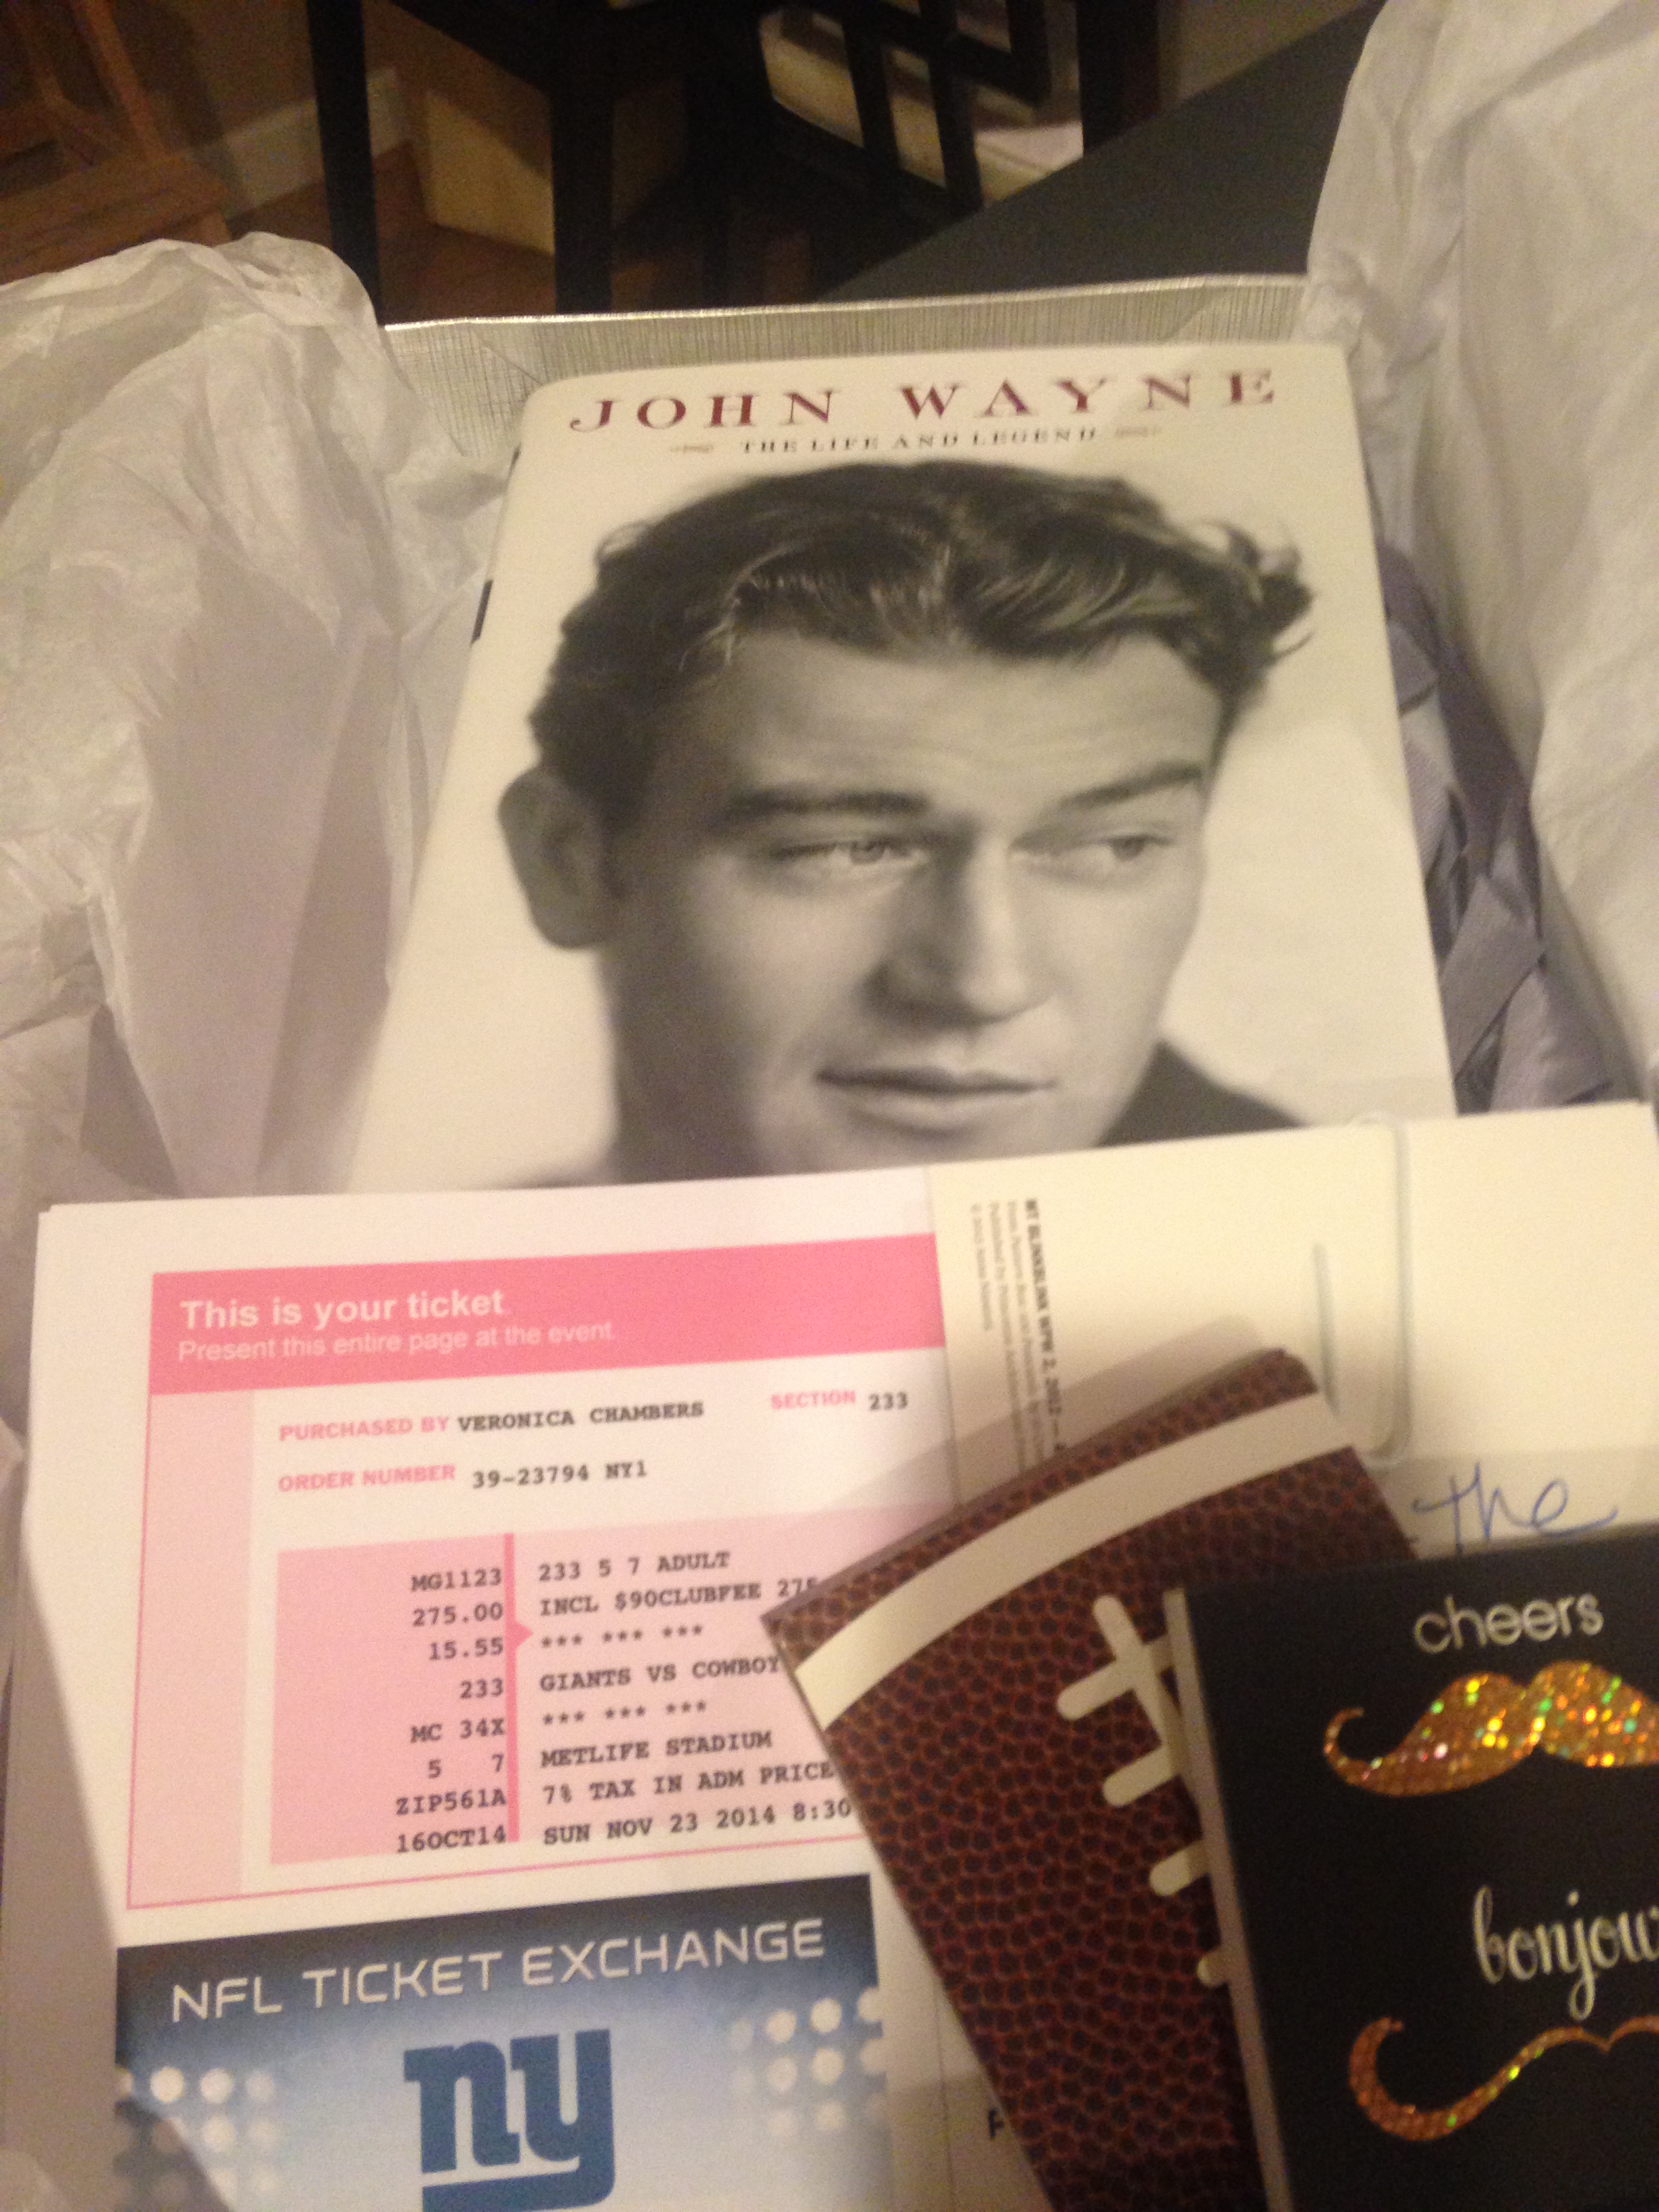 JOHN WAYNE
THE LIFE AND LEGEND
This is your ticket
Present this entire page at the event.
PURCHASED BY VERONICA CHAMBERS SECTION 233
ORDER NUMBER 39-23794 NY1
MG1123 233 5 7 ADULT
275.00 INCL $90CLUBFEE 275
15.55 *** *** ***
233 GIANTS VS COWBOY
MC 34X *** *** ***
5 7 METLIFE STADIUM
ZIP561A 7% TAX IN ADM PRICE
16OCT14 SUN NOV 23 2014 8:30
NFL TICKET EXCHANGE
ny
the
cheers
bonjou